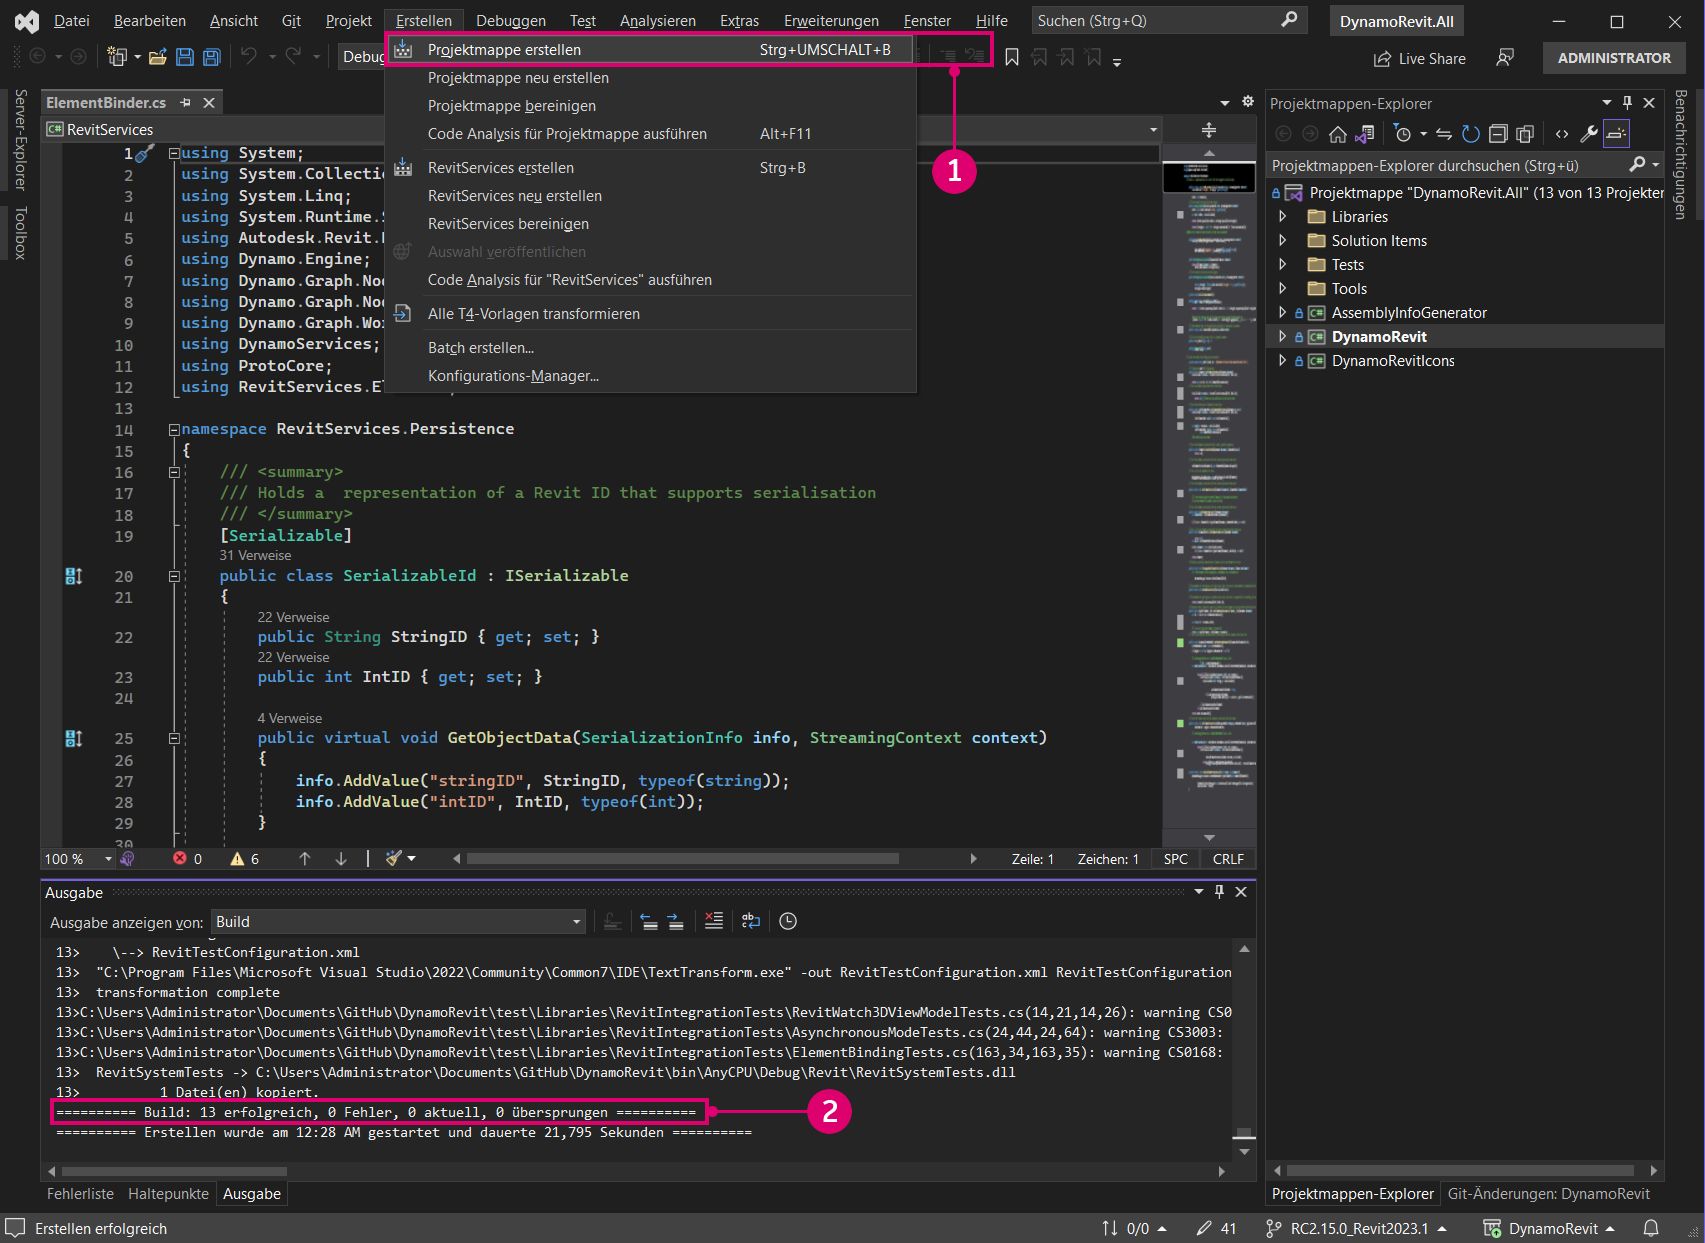 Datei Bearbeiten Ansicht Git Projekt Erstellen Debuggen Test Analysieren Extras Erweiterungen Fenster Hilfe Suchen (Strg+Q) DynamoRevit.All
Debug
Live Share ADMINISTRATOR
Projektmappe erstellen Strg+UMSCHALT+B
Projektmappe neu erstellen
Projektmappe bereinigen
Code Analysis für Projektmappe ausführen Alt+F11
RevitServices erstellen Strg+B
RevitServices neu erstellen
RevitServices bereinigen
Auswahl veröffentlichen
Code Analysis für "RevitServices" ausführen
Alle T4-Vorlagen transformieren
Batch erstellen...
Konfigurations-Manager...
1
Server-Explorer
Toolbox
ElementBinder.cs
C# RevitServices
1 using System;
2 using System.Collectio
3 using System.Linq;
4 using System.Runtime.
5 using Autodesk.Revit.
6 using Dynamo.Engine;
7 using Dynamo.Graph.No
8 using Dynamo.Graph.No
9 using Dynamo.Graph.Wo
10 using DynamoServices;
11 using ProtoCore;
12 using RevitServices.E
13
14 namespace RevitServices.Persistence
15 {
16 /// <summary>
17 /// Holds a  representation of a Revit ID that supports serialisation
18 /// </summary>
19 [Serializable]
31 Verweise
20 public class SerializableId : ISerializable
21 {
22 Verweise
22 public String StringID { get; set; }
22 Verweise
23 public int IntID { get; set; }
24
4 Verweise
25 public virtual void GetObjectData(SerializationInfo info, StreamingContext context)
26 {
27 info.AddValue("stringID", StringID, typeof(string));
28 info.AddValue("intID", IntID, typeof(int));
29 }
30
100 % 0 6 Zeile: 1 Zeichen: 1 SPC CRLF
Projektmappen-Explorer
Projektmappen-Explorer durchsuchen (Strg+ü)
Projektmappe "DynamoRevit.All" (13 von 13 Projekter
Libraries
Solution Items
Tests
Tools
C# AssemblyInfoGenerator
C# DynamoRevit
C# DynamoRevitIcons
Benachrichtigungen
Ausgabe
Ausgabe anzeigen von: Build
13>    \--> RevitTestConfiguration.xml
13>  "C:\Program Files\Microsoft Visual Studio\2022\Community\Common7\IDE\TextTransform.exe" -out RevitTestConfiguration.xml RevitTestConfiguration
13>  transformation complete
13>C:\Users\Administrator\Documents\GitHub\DynamoRevit\test\Libraries\RevitIntegrationTests\RevitWatch3DViewModelTests.cs(14,21,14,26): warning CS0
13>C:\Users\Administrator\Documents\GitHub\DynamoRevit\test\Libraries\RevitIntegrationTests\AsynchronousModeTests.cs(24,44,24,64): warning CS3003:
13>C:\Users\Administrator\Documents\GitHub\DynamoRevit\test\Libraries\RevitIntegrationTests\ElementBindingTests.cs(163,34,163,35): warning CS0168:
13>  RevitSystemTests -> C:\Users\Administrator\Documents\GitHub\DynamoRevit\bin\AnyCPU\Debug\Revit\RevitSystemTests.dll
13>          1 Datei(en) kopiert.
========== Build: 13 erfolgreich, 0 Fehler, 0 aktuell, 0 übersprungen ==========
2
========== Erstellen wurde am 12:28 AM gestartet und dauerte 21,795 Sekunden ==========
Fehlerliste Haltepunkte Ausgabe
Projektmappen-Explorer Git-Änderungen: DynamoRevit
Erstellen erfolgreich 0/0 41 RC2.15.0_Revit2023.1 DynamoRevit